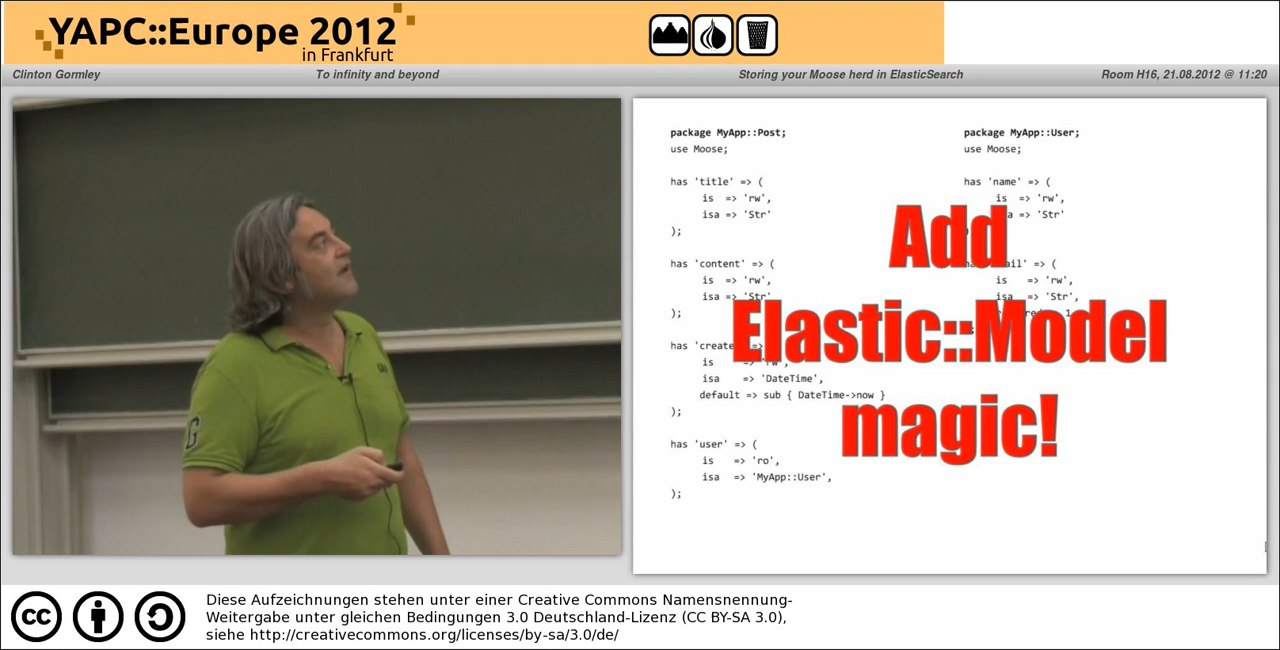 YAPC::Europe 2012
in Frankfurt
Clinton Gormley
To infinity and beyond
Storing your Moose herd in ElasticSearch
Room H16, 21.08.2012 @ 11:20
G
package MyApp::Post;
use Moose;
has 'title' => (
is => 'rw',
isa => 'Str'
);
has 'content' => (
is => 'rw',
isa => 'Str'
);
has 'create
is => 'rw',
isa => 'DateTime',
default => sub { DateTime->now }
);
has 'user' => (
is => 'ro',
isa => 'MyApp::User',
);
package MyApp::User;
use Moose;
has 'name' => (
is => 'rw',
isa => 'Str'
=> (
is => 'rw',
isa => 'Str',
Add
Elastic::Model
magic!
cc
Diese Aufzeichnungen stehen unter einer Creative Commons Namensnennung-
Weitergabe unter gleichen Bedingungen 3.0 Deutschland-Lizenz (CC BY-SA 3.0),
siehe http://creativecommons.org/licenses/by-sa/3.0/de/